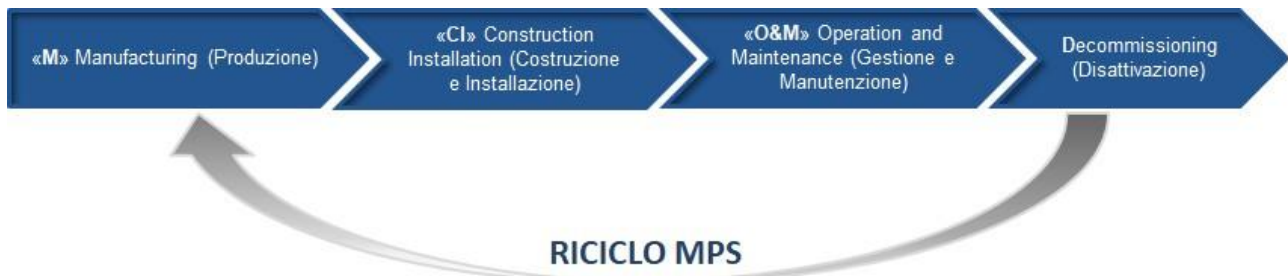 «M» Manufacturing (Produzione)
«CI» Construction
Installation (Costruzione
e Installazione)
«O&M» Operation and
Maintenance (Gestione e
Manutenzione)
Decommissioning
(Disattivazione)
RICICLO MPS